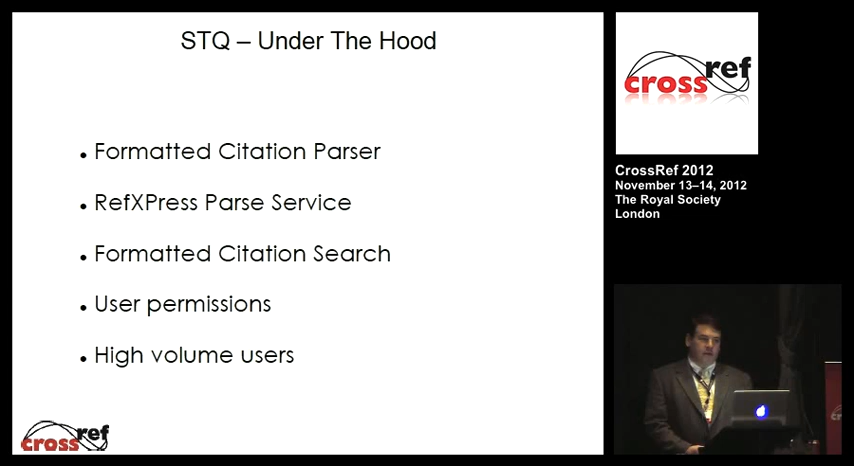 STQ – Under The Hood
• Formatted Citation Parser
• RefXPress Parse Service
• Formatted Citation Search
• User permissions
• High volume users
crossref
crossref
CrossRef 2012
November 13–14, 2012
The Royal Society
London